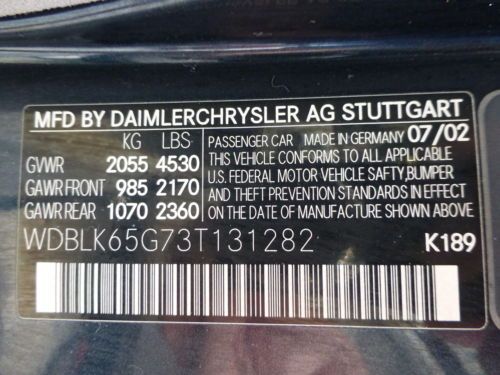 MFD BY DAIMLERCHRYSLER AG STUTTGART
KG LBS
GVWR 2055 4530
GAWR FRONT 985 2170
GAWR REAR 1070 2360
PASSENGER CAR MADE IN GERMANY 07/02
THIS VEHICLE CONFORMS TO ALL APPLICABLE
U.S. FEDERAL MOTOR VEHICLE SAFTY,BUMPER
AND THEFT PREVENTION STANDARDS IN EFFECT
ON THE DATE OF MANUFACTURE SHOWN ABOVE.
WDBLK65G73T131282 K189